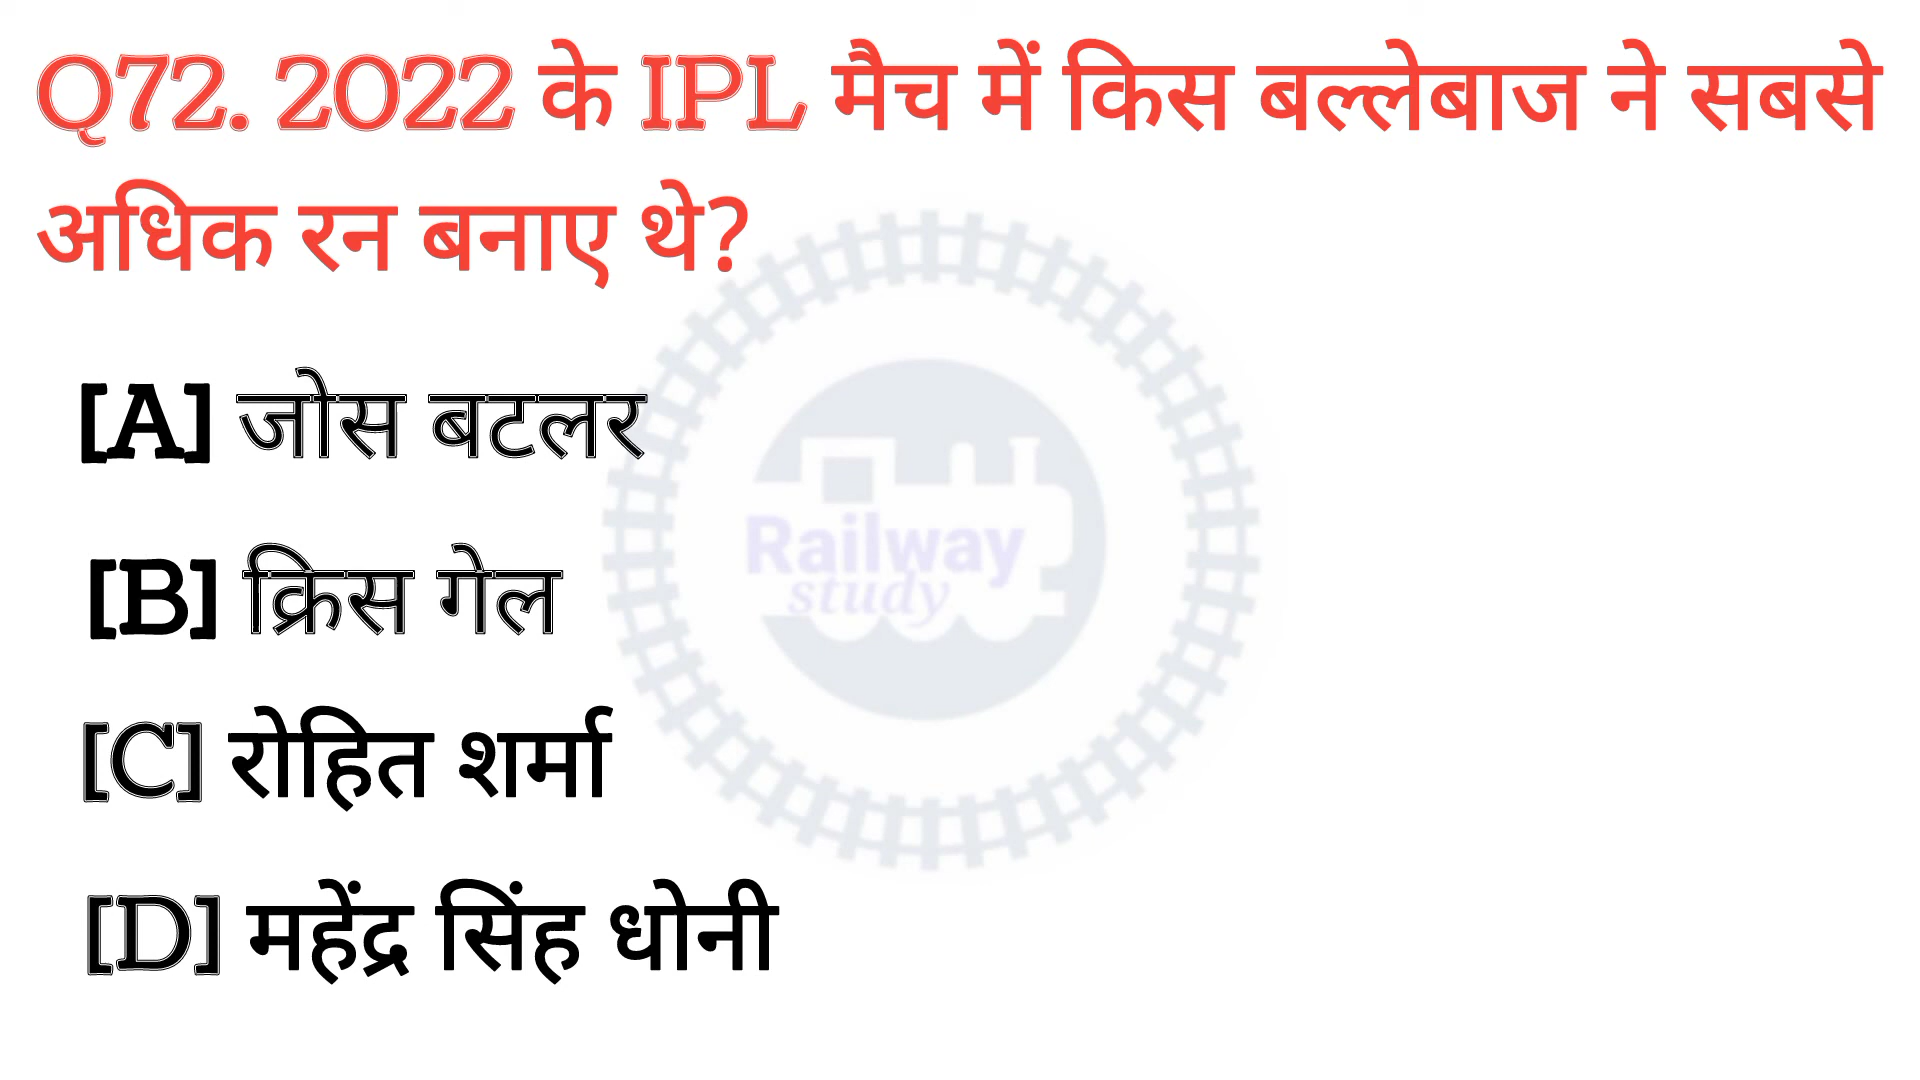 Q72. 2022 के IPL मैच में किस बल्लेबाज ने सबसे
अधिक रन बनाए थे?
[A] जोस बटलर
[B] क्रिस गेल
Railway
study
[C] रोहित शर्मा
[D] महेंद्र सिंह धोनी